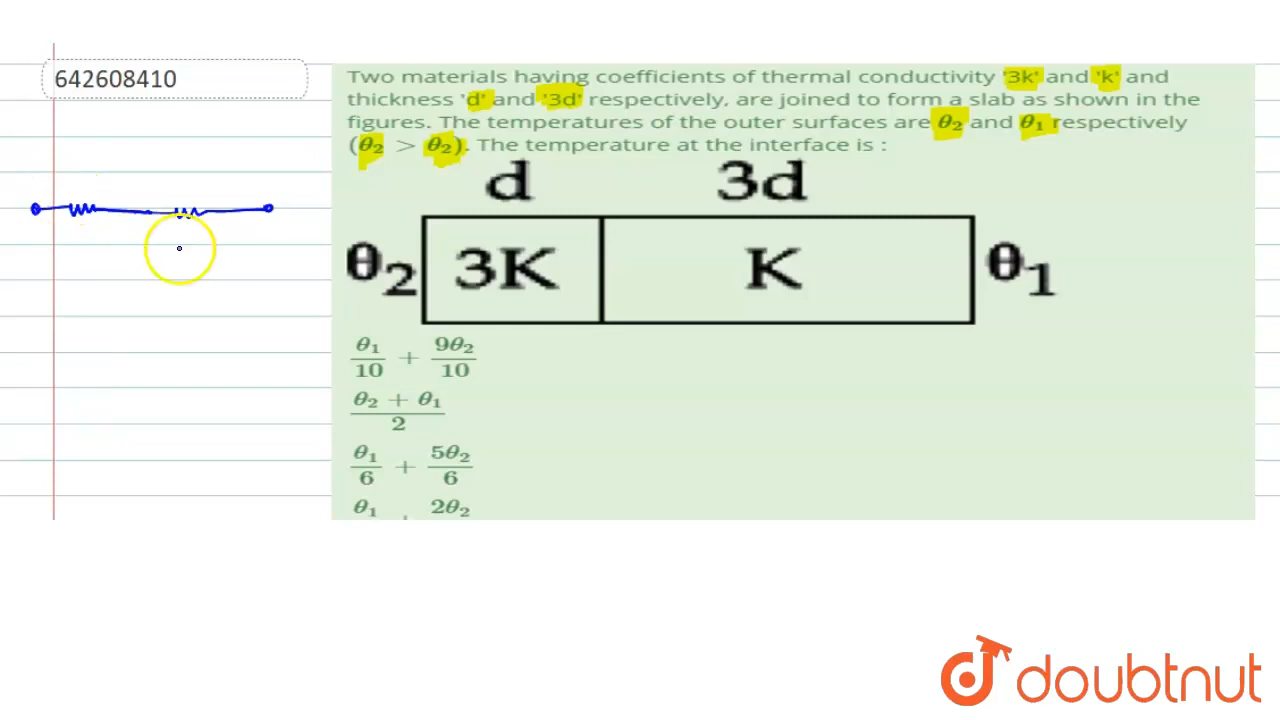 642608410
Two materials having coefficients of thermal conductivity '3k' and 'k' and
thickness 'd' and '3d' respectively, are joined to form a slab as shown in the
figures. The temperatures of the outer surfaces are θ₂ and θ₁ respectively
(θ₂ > θ₂). The temperature at the interface is :
d 3d
θ₂ 3K K θ₁
θ₁/10 + 9θ₂/10
(θ₂ + θ₁)/2
θ₁/6 + 5θ₂/6
θ₁ + 2θ₂
doubtnut